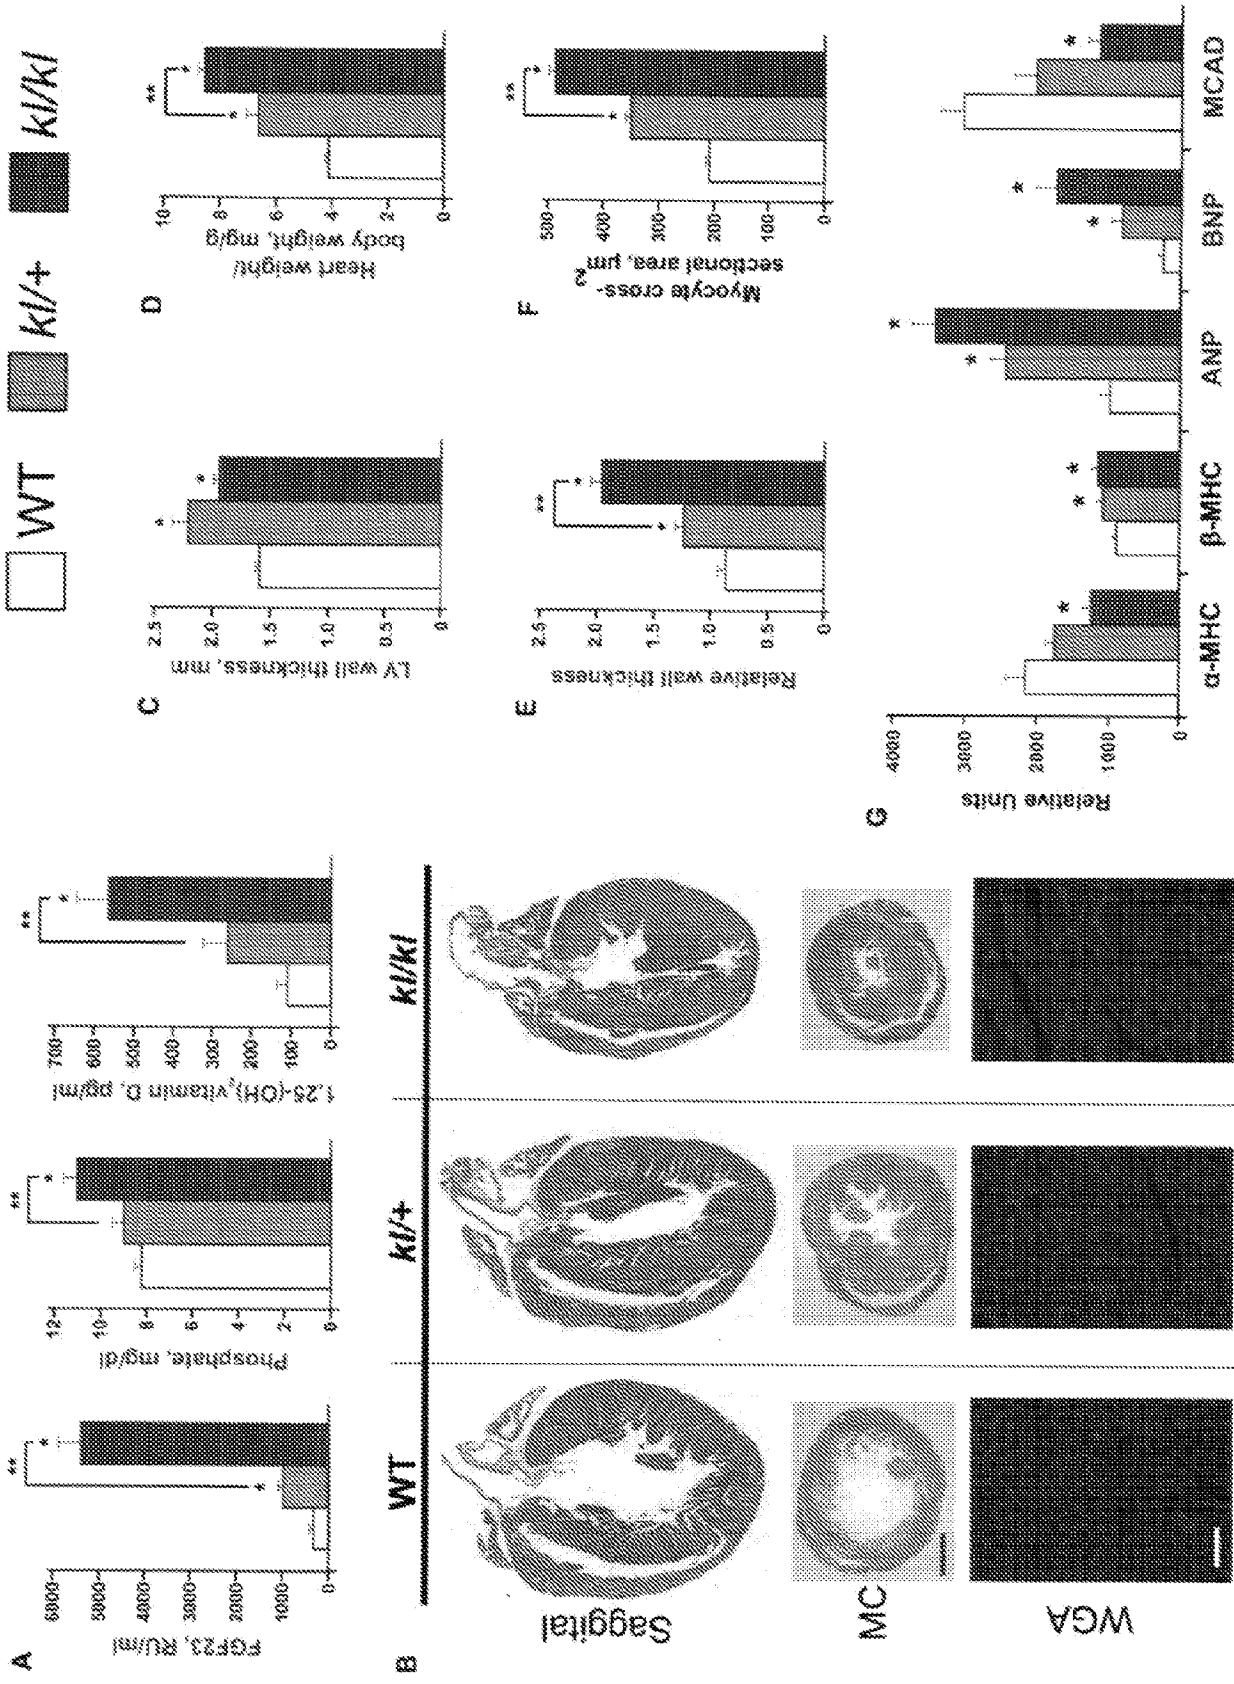 WT kl/+ kl/kl
A
FGF23, RU/ml
6000
5000
4000
3000
2000
1000
0
* * **
Phosphate, mg/dl
12
10
8
6
4
2
0
* **
1,25-(OH)₂vitamin D, pg/ml
700
600
500
400
300
200
100
0
* **
B
WT kl/+ kl/kl
Saggital
MC
WGA
C
LV wall thickness, mm
2.5
2.0
1.5
1.0
0.5
0
* *
D
Heart weight/
body weight, mg/g
10
8
6
4
2
0
* * **
E
Relative wall thickness
2.5
2.0
1.5
1.0
0.5
0
* * **
F
Myocyte cross-
sectional area, µm²
500
400
300
200
100
0
* * **
G
Relative Units
4000
3000
2000
1000
0
* * * * * * * *
α-MHC β-MHC ANP BNP MCAD